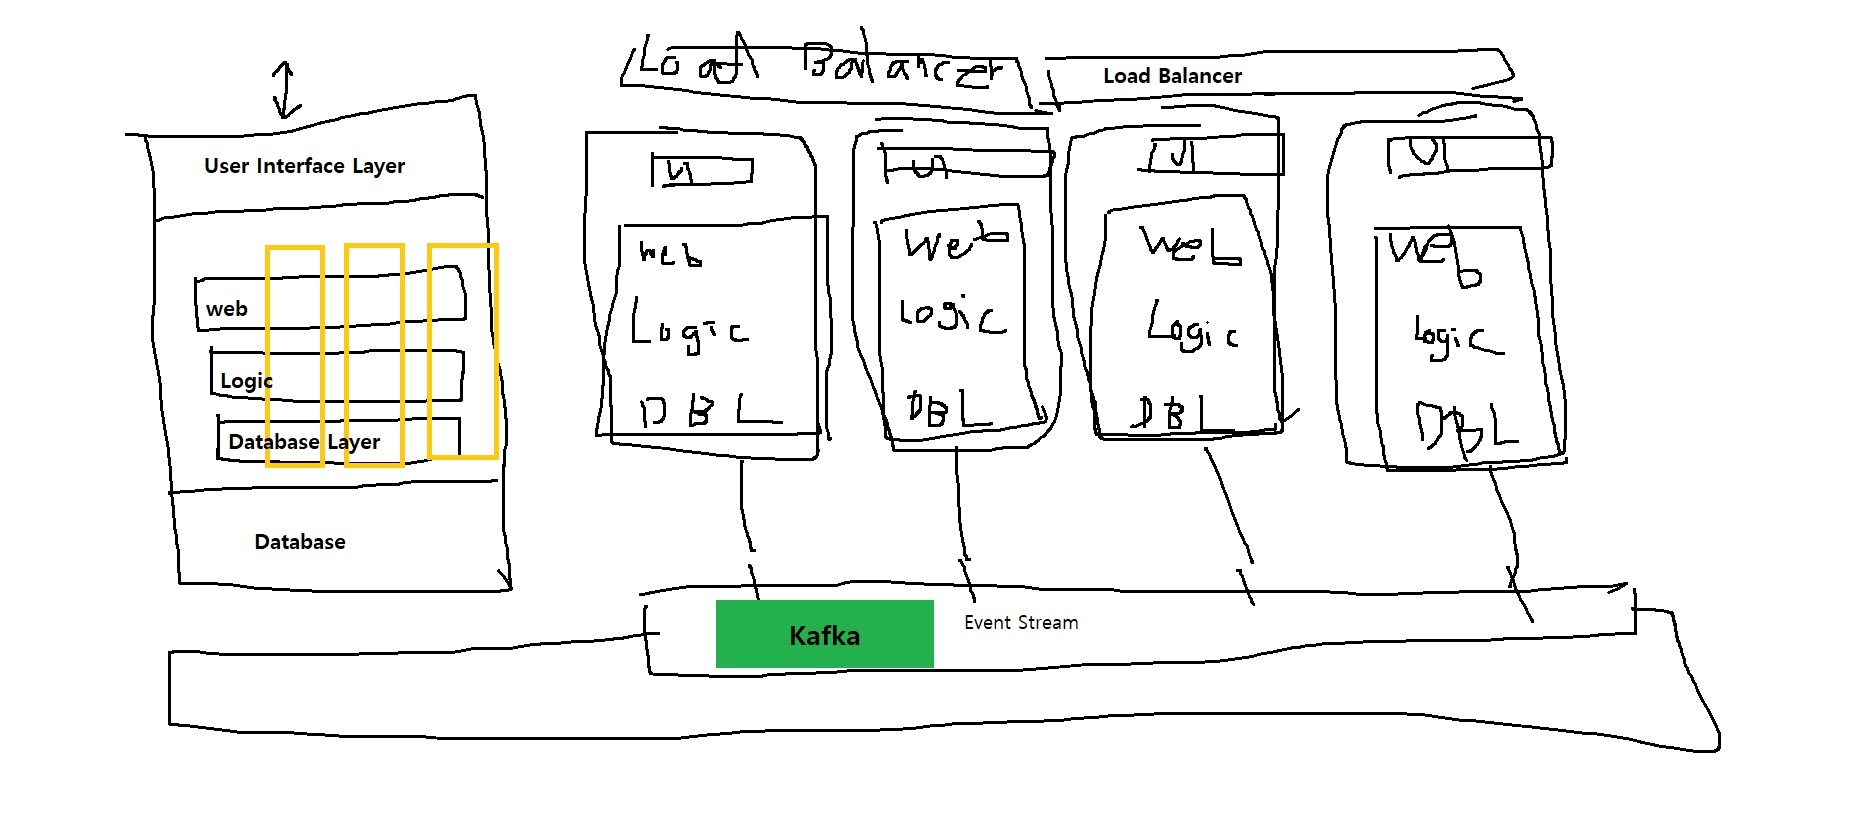 Load Balancer
Load Balancer
User Interface Layer
web
Logic
Database Layer
Database
UI
UI
UI
UI
Web
Logic
DBL
Web
Logic
DBL
Web
Logic
DBL
Web
Logic
DBL
Kafka
Event Stream